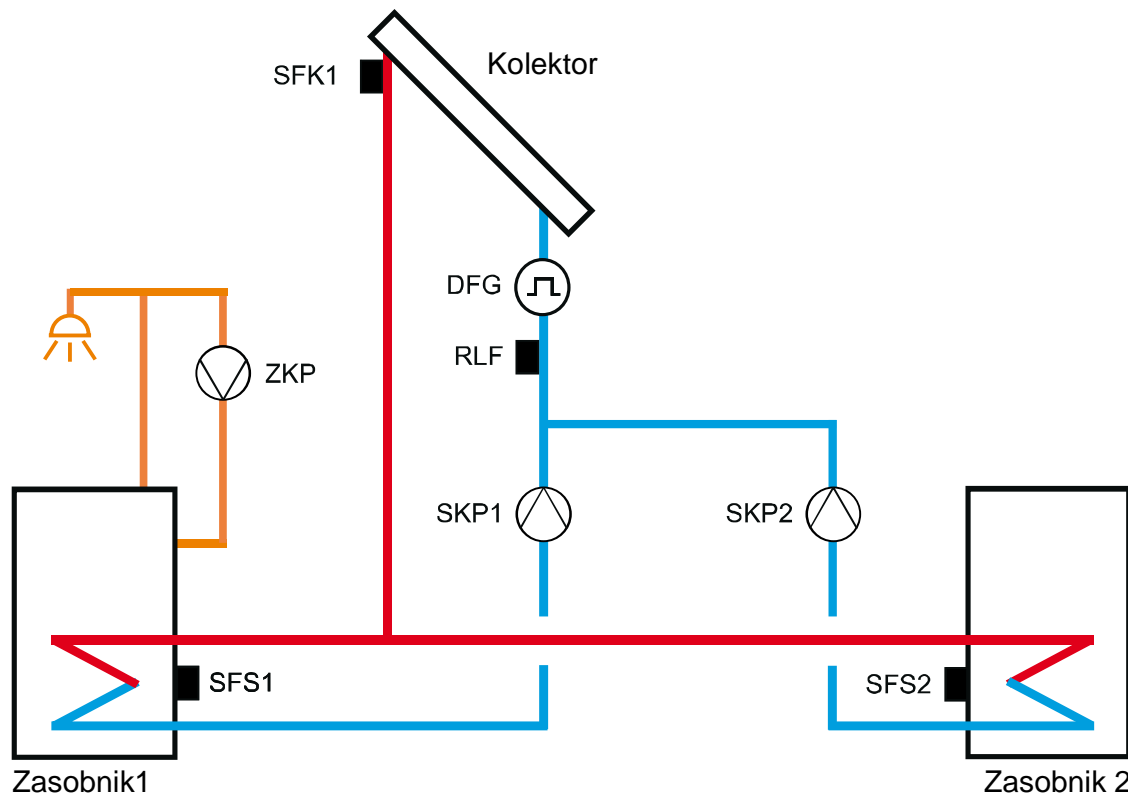 Kolektor
SFK1
DFG
RLF
ZKP
SKP1
SKP2
SFS1
SFS2
Zasobnik1
Zasobnik 2